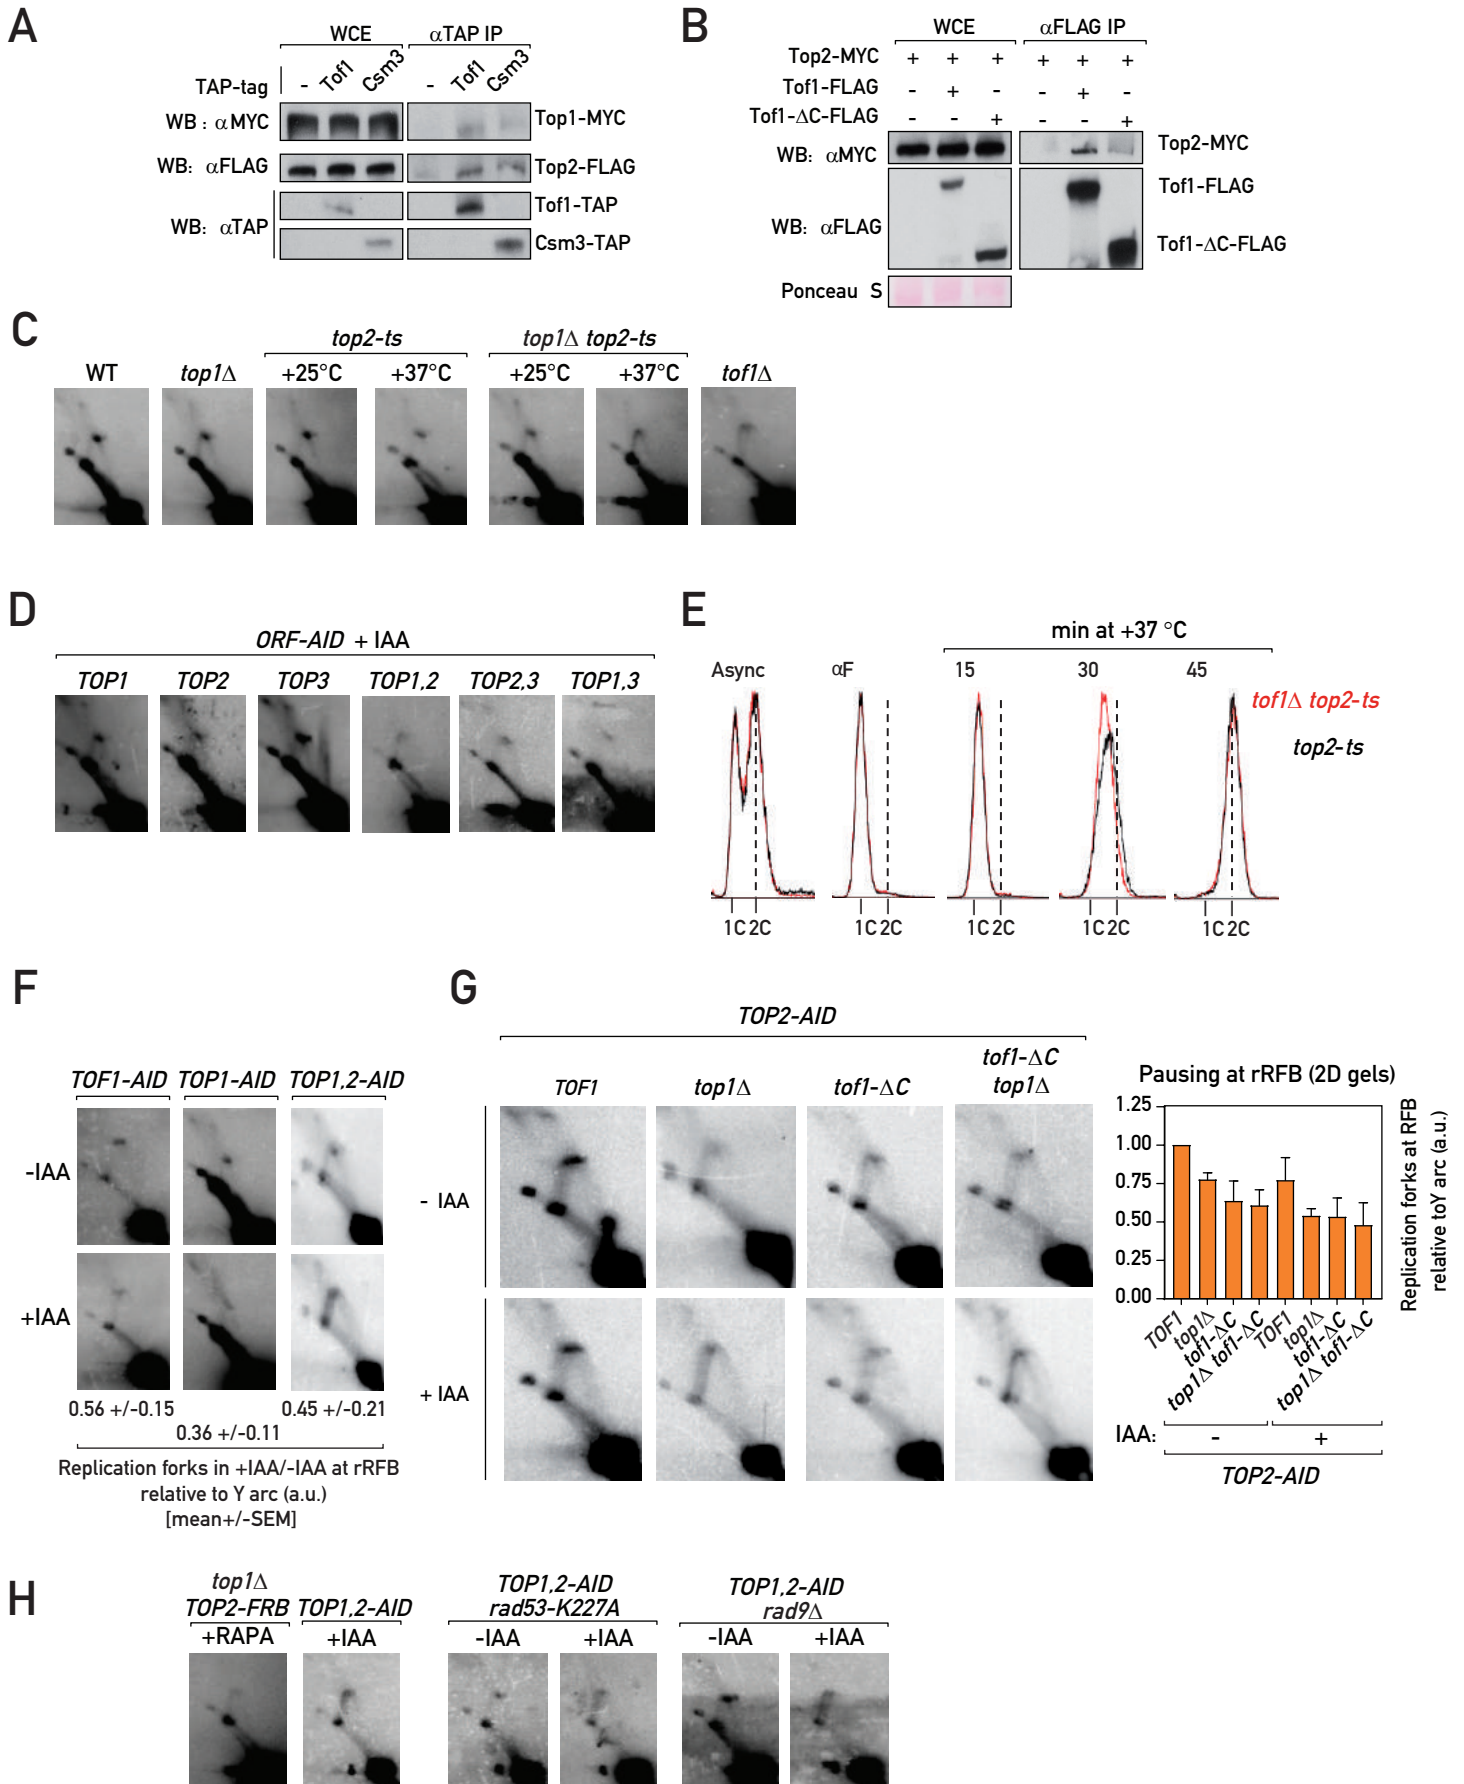 A
WCE
αTAP IP
TAP-tag
- Tof1 Csm3
- Tof1 Csm3
WB : αMYC
Top1-MYC
WB: αFLAG
Top2-FLAG
WB: αTAP
Tof1-TAP
Csm3-TAP
B
WCE
αFLAG IP
Top2-MYC + + + + + +
Tof1-FLAG - + - - + -
Tof1-ΔC-FLAG - - + - - +
WB: αMYC
Top2-MYC
WB: αFLAG
Tof1-FLAG
Tof1-ΔC-FLAG
Ponceau S
C
top2-ts
top1Δ top2-ts
WT
top1Δ
+25°C
+37°C
+25°C
+37°C
tof1Δ
D
ORF-AID + IAA
TOP1 TOP2 TOP3 TOP1,2 TOP2,3 TOP1,3
E
min at +37 °C
Async
αF
15
30
45
tof1Δ top2-ts
top2-ts
1C 2C
1C 2C
1C 2C
1C 2C
1C 2C
F
TOF1-AID TOP1-AID TOP1,2-AID
-IAA
+IAA
0.56 +/-0.15
0.45 +/-0.21
0.36 +/-0.11
Replication forks in +IAA/-IAA at rRFB
relative to Y arc (a.u.)
[mean+/-SEM]
G
TOP2-AID
TOF1
top1Δ
tof1-ΔC
tof1-ΔC
top1Δ
- IAA
+ IAA
Pausing at rRFB (2D gels)
1.25
1.00
0.75
0.50
0.25
0.00
Replication forks at RFB
relative toY arc (a.u.)
TOF1
top1Δ
tof1-ΔC
top1Δ tof1-ΔC
TOF1
top1Δ
tof1-ΔC
top1Δ tof1-ΔC
IAA: - +
TOP2-AID
H
top1Δ
TOP2-FRB
+RAPA
TOP1,2-AID
+IAA
TOP1,2-AID
rad53-K227A
-IAA
+IAA
TOP1,2-AID
rad9Δ
-IAA
+IAA